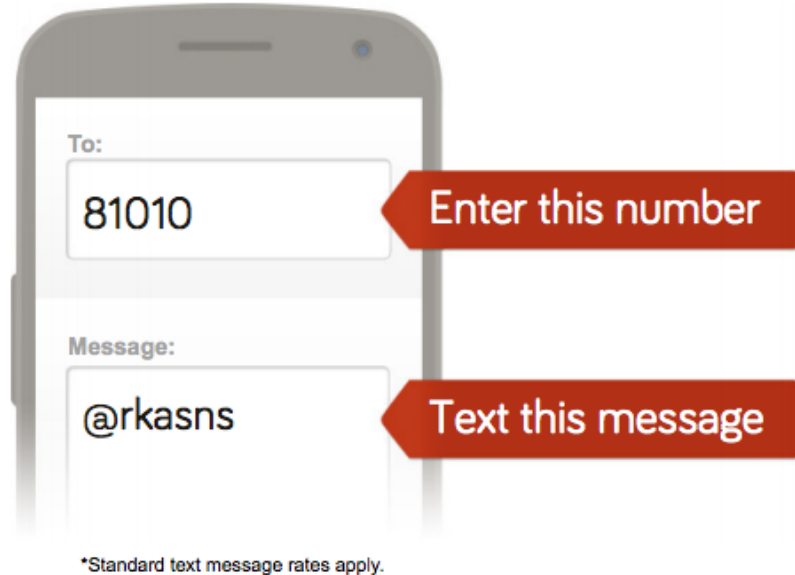 To:
81010
Enter this number
Message:
@rkasns
Text this message
*Standard text message rates apply.